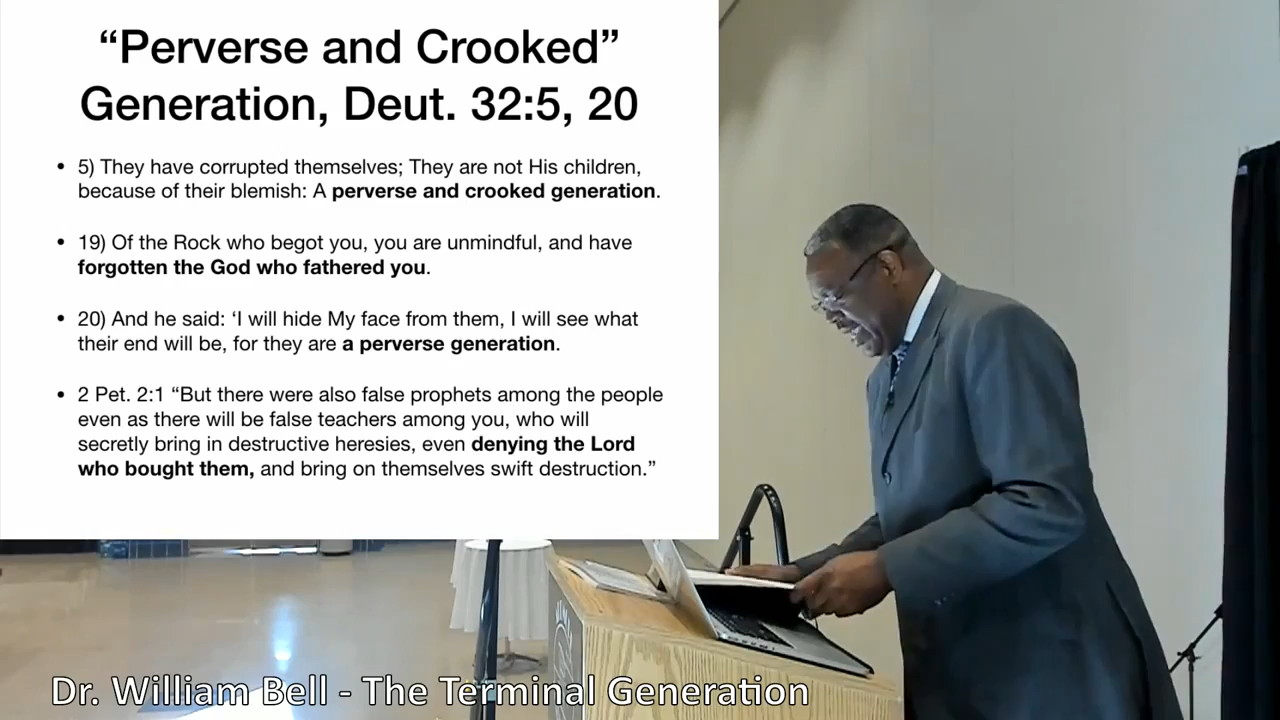 “Perverse and Crooked”
Generation, Deut. 32:5, 20
• 5) They have corrupted themselves; They are not His children,
because of their blemish: A perverse and crooked generation.
• 19) Of the Rock who begot you, you are unmindful, and have
forgotten the God who fathered you.
• 20) And he said: ‘I will hide My face from them, I will see what
their end will be, for they are a perverse generation.
• 2 Pet. 2:1 “But there were also false prophets among the people
even as there will be false teachers among you, who will
secretly bring in destructive heresies, even denying the Lord
who bought them, and bring on themselves swift destruction.”
Dr. William Bell - The Terminal Generation